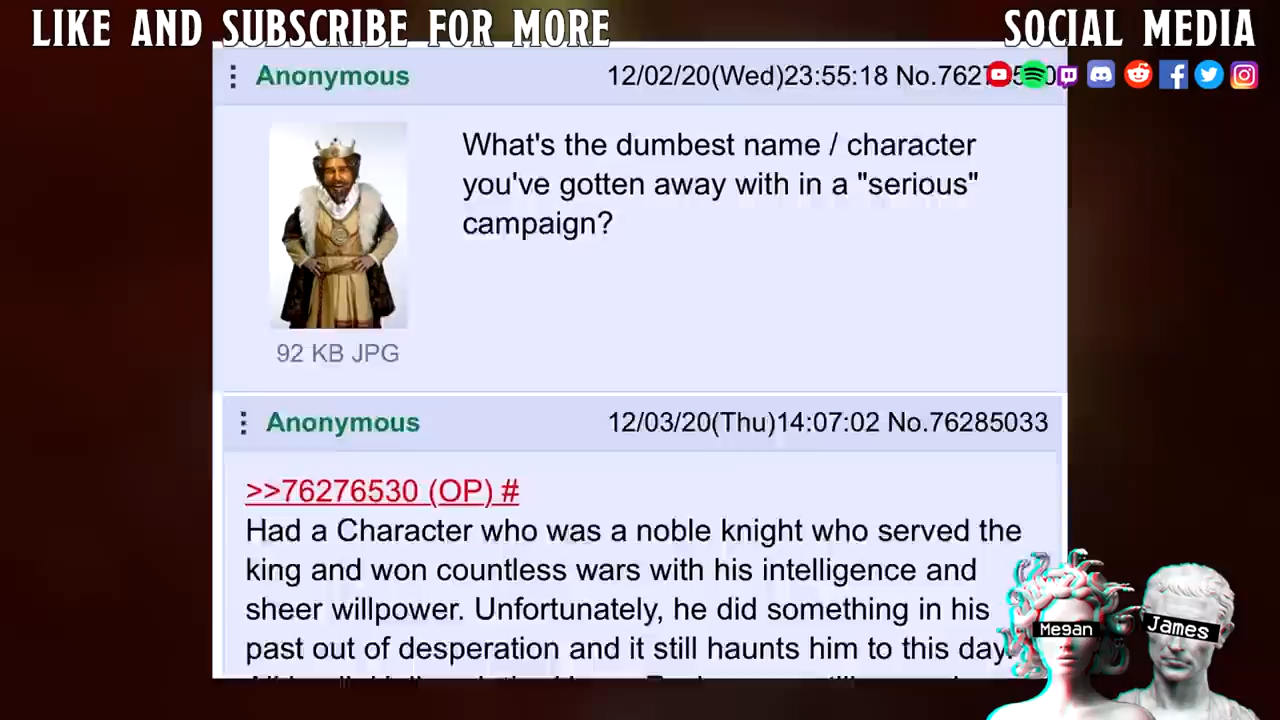 LIKE AND SUBSCRIBE FOR MORE
SOCIAL MEDIA
Anonymous 12/02/20(Wed)23:55:18 No.762
What's the dumbest name / character
you've gotten away with in a "serious"
campaign?
92 KB JPG
Anonymous 12/03/20(Thu)14:07:02 No.76285033
>>76276530 (OP) #
Had a Character who was a noble knight who served the
king and won countless wars with his intelligence and
sheer willpower. Unfortunately, he did something in his
past out of desperation and it still haunts him to this day.
Megan
James